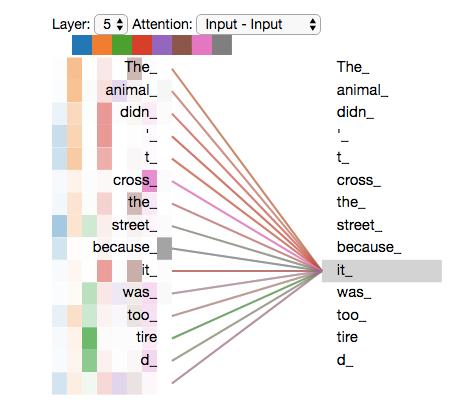 Layer: 5 Attention: Input - Input
The_ The_
animal_ animal_
didn_ didn_
'_ '_
t_ t_
cross_ cross_
the_ the_
street_ street_
because_ because_
it_ it_
was_ was_
too_ too_
tire tire
d_ d_